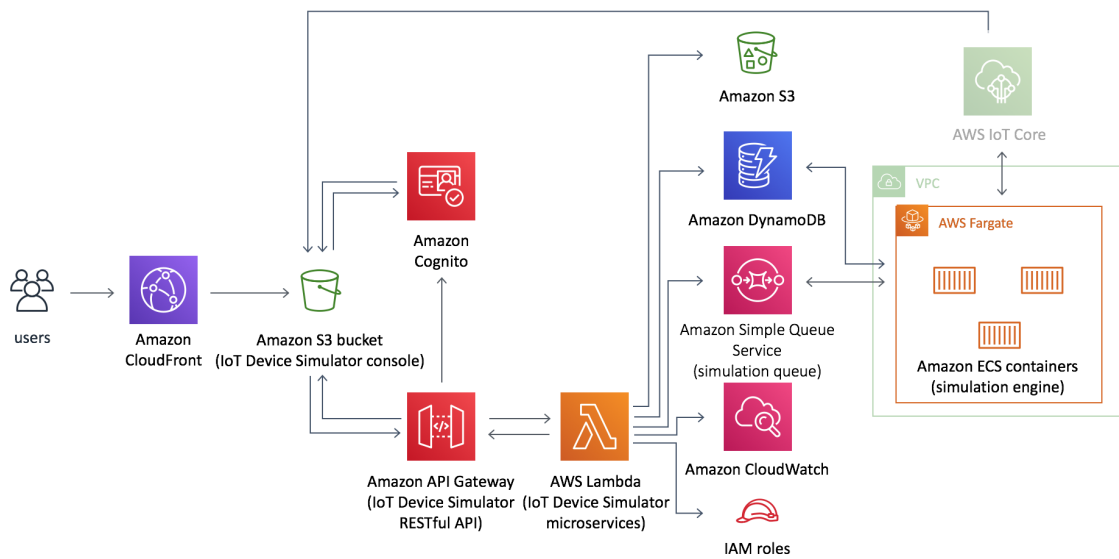 users
Amazon
CloudFront
Amazon S3 bucket
(IoT Device Simulator console)
Amazon
Cognito
Amazon API Gateway
(IoT Device Simulator
RESTful API)
AWS Lambda
(IoT Device Simulator
microservices)
Amazon S3
Amazon DynamoDB
Amazon Simple Queue
Service
(simulation queue)
Amazon CloudWatch
IAM roles
AWS IoT Core
VPC
AWS Fargate
Amazon ECS containers
(simulation engine)